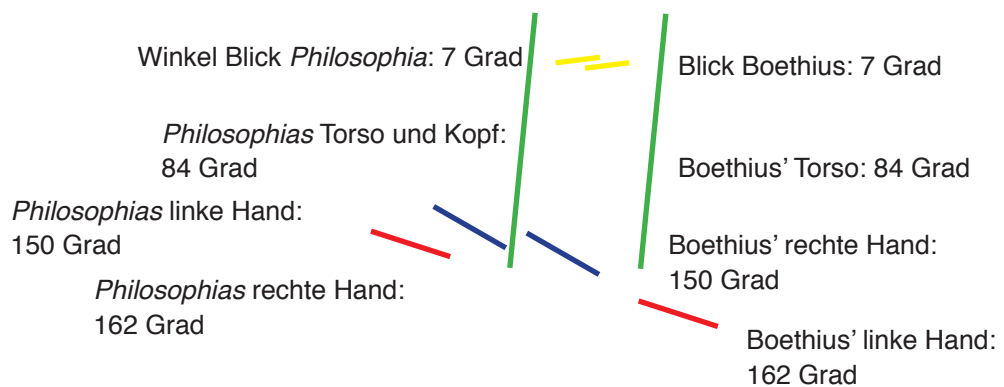 Winkel Blick Philosophia: 7 Grad
Blick Boethius: 7 Grad
Philosophias Torso und Kopf:
84 Grad
Boethius’ Torso: 84 Grad
Philosophias linke Hand:
150 Grad
Boethius’ rechte Hand:
150 Grad
Philosophias rechte Hand:
162 Grad
Boethius’ linke Hand:
162 Grad